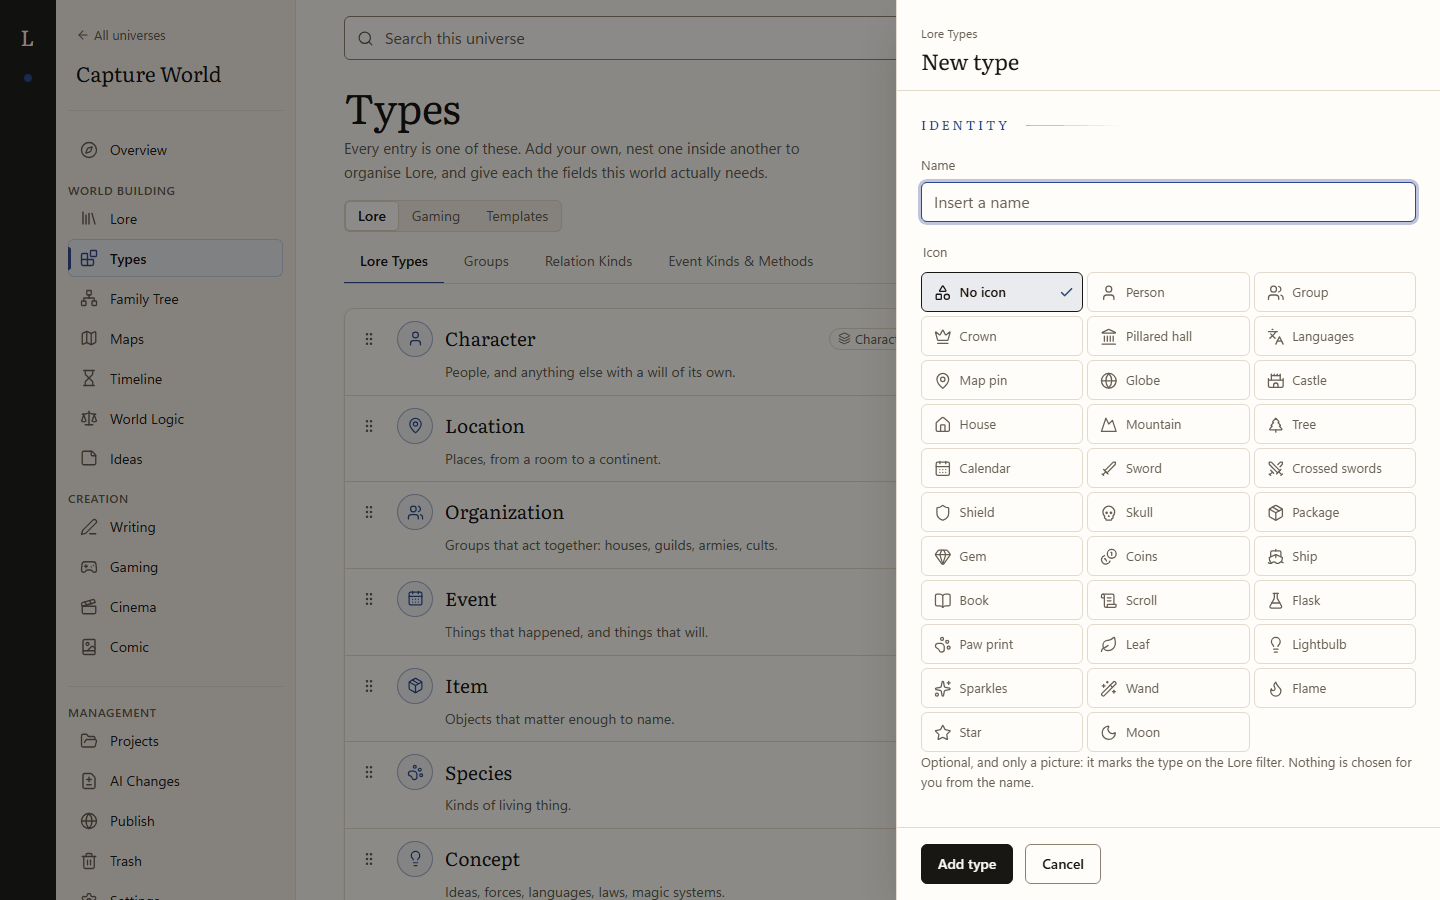 L
All universes
Capture World
Overview
WORLD BUILDING
Lore
Types
Family Tree
Maps
Timeline
World Logic
Ideas
CREATION
Writing
Gaming
Cinema
Comic
MANAGEMENT
Projects
AI Changes
Publish
Trash
Settings
Search this universe
Types
Every entry is one of these. Add your own, nest one inside another to
organise Lore, and give each the fields this world actually needs.
Lore Gaming Templates
Lore Types Groups Relation Kinds Event Kinds & Methods
Character
Charact
People, and anything else with a will of its own.
Location
Places, from a room to a continent.
Organization
Groups that act together: houses, guilds, armies, cults.
Event
Things that happened, and things that will.
Item
Objects that matter enough to name.
Species
Kinds of living thing.
Concept
Ideas, forces, languages, laws, magic systems.
Lore Types
New type
IDENTITY
Name
Insert a name
Icon
No icon Person Group
Crown Pillared hall Languages
Map pin Globe Castle
House Mountain Tree
Calendar Sword Crossed swords
Shield Skull Package
Gem Coins Ship
Book Scroll Flask
Paw print Leaf Lightbulb
Sparkles Wand Flame
Star Moon
Optional, and only a picture: it marks the type on the Lore filter. Nothing is chosen for
you from the name.
Add type Cancel